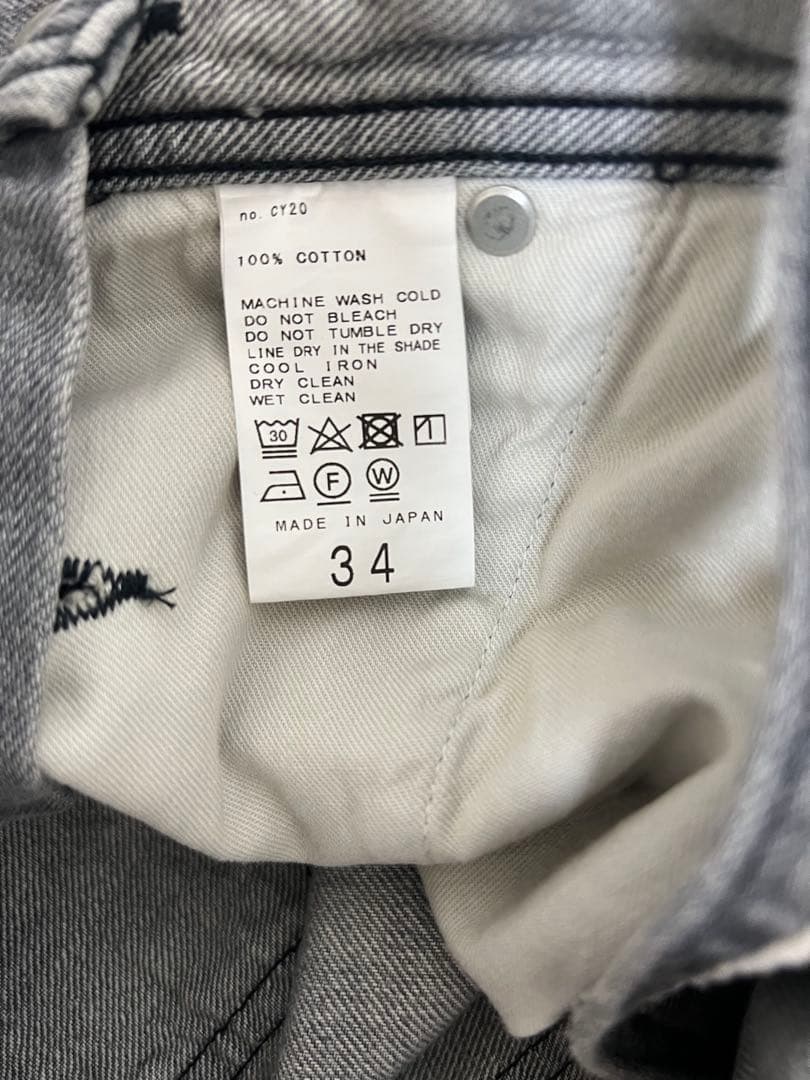 no. CY20
100% COTTON
MACHINE WASH COLD
DO NOT BLEACH
DO NOT TUMBLE DRY
LINE DRY IN THE SHADE
COOL IRON
DRY CLEAN
WET CLEAN
30
F W
MADE IN JAPAN
34